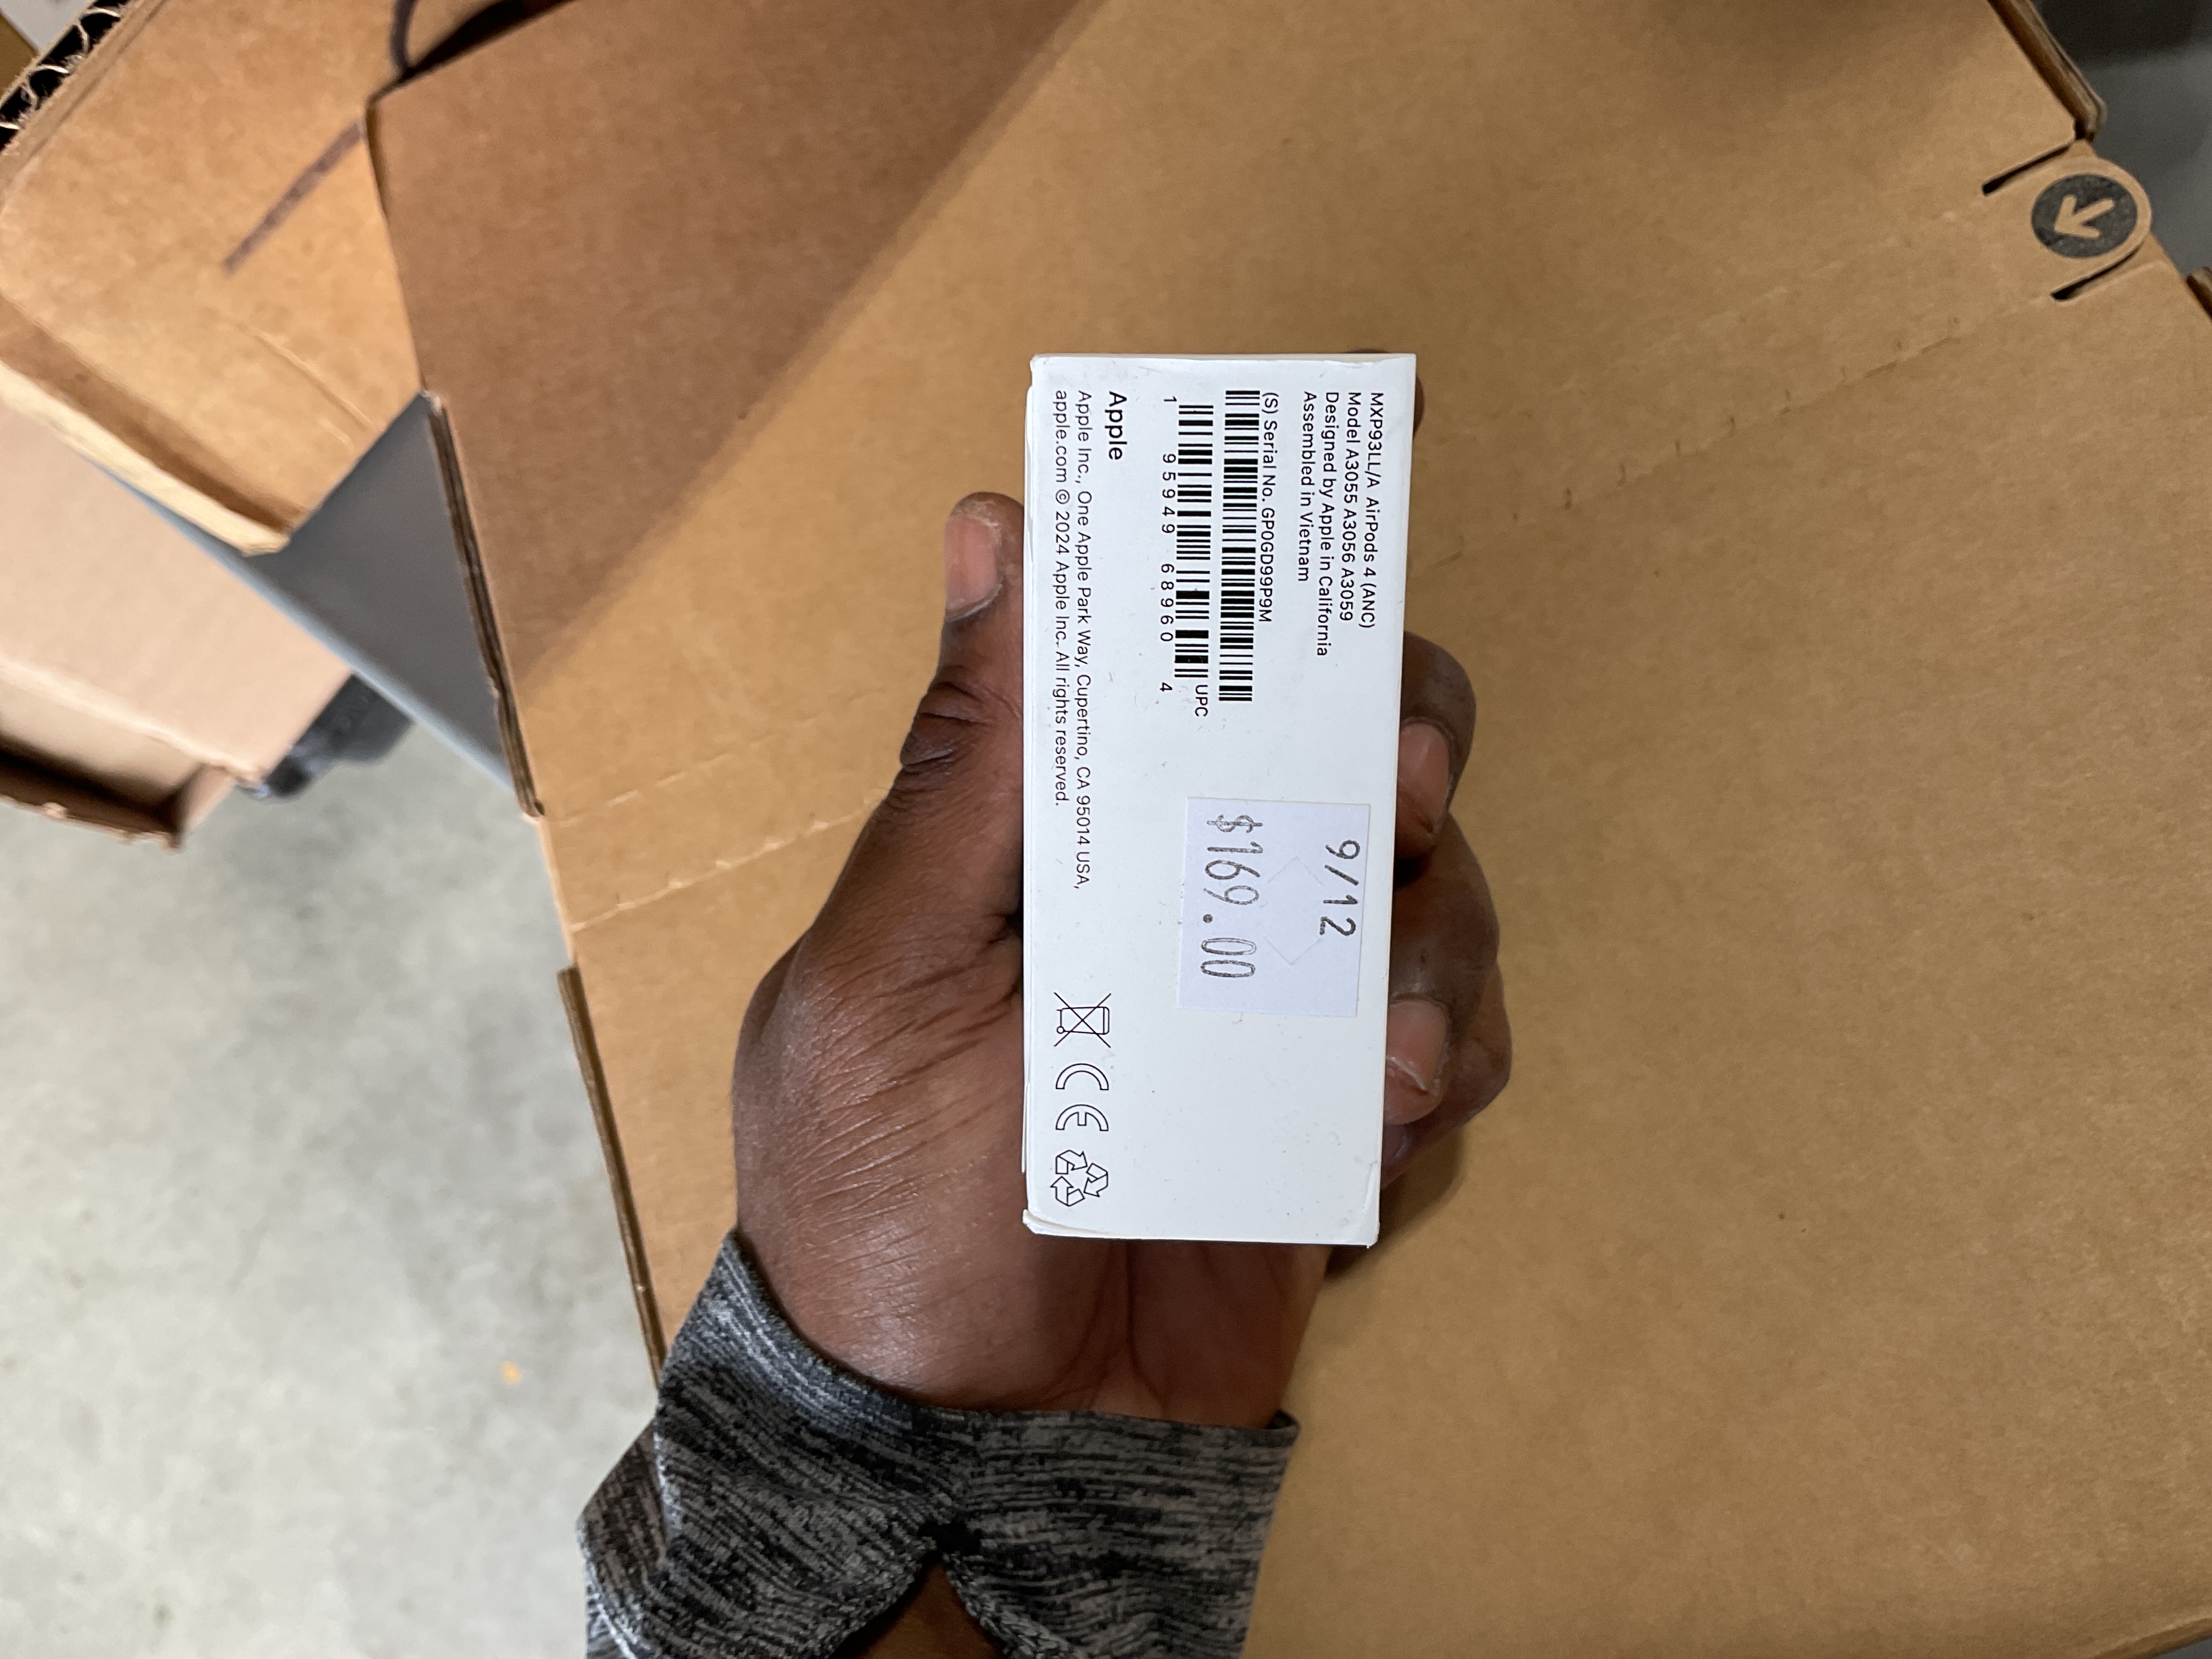 MXP93LL/A AirPods 4 (ANC)
Model A3055 A3056 A3059
Designed by Apple in California
Assembled in Vietnam
(S) Serial No. GP0GD99P9M
UPC
1 95949 68960 4
Apple
Apple Inc., One Apple Park Way, Cupertino, CA 95014 USA,
apple.com © 2024 Apple Inc. All rights reserved.
9/12
$169.00
CE